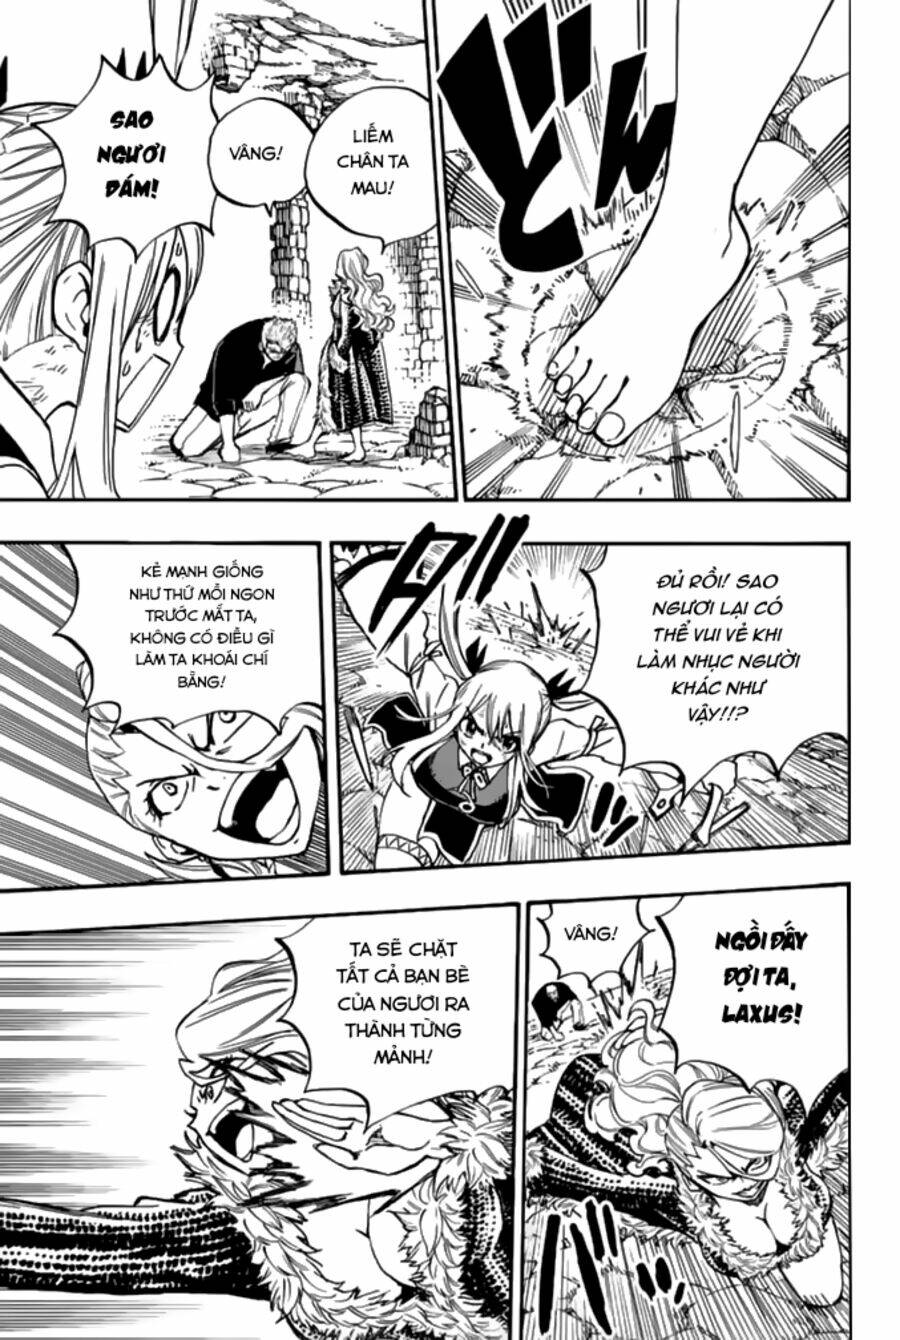 どん
LIẾM
CHÂN TA
MAU!
VÂNG!
SAO
NGƯƠI
DÁM!
ĐỦ RỒI! SAO
NGƯƠI LẠI CÓ
THỂ VUI VẺ KHI
LÀM NHỤC NGƯỜI
KHÁC NHƯ
VẬY!!?
KẺ MẠNH GIỐNG
NHƯ THỨ MỒI NGON
TRƯỚC MẮT TA,
KHÔNG CÓ ĐIỀU GÌ
LÀM TA KHOÁI CHÍ
BẰNG!
NGỒI ĐẤY
ĐỢI TA,
LAXUS!
VÂNG!
TA SẼ CHẶT
TẤT CẢ BẠN BÈ
CỦA NGƯƠI RA
THÀNH TỪNG
MẢNH!